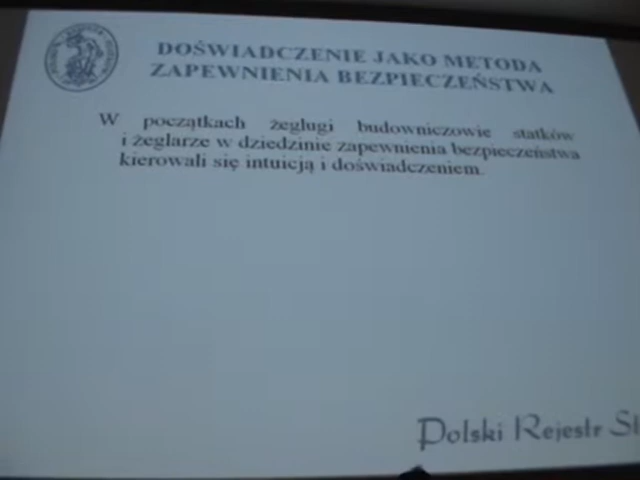 DOŚWIADCZENIE JAKO METODA
ZAPEWNIENIA BEZPIECZEŃSTWA
W początkach żeglugi budowniczowie statków
i żeglarze w dziedzinie zapewnienia bezpieczeństwa
kierowali się intuicją i doświadczeniem.
Polski Rejestr St